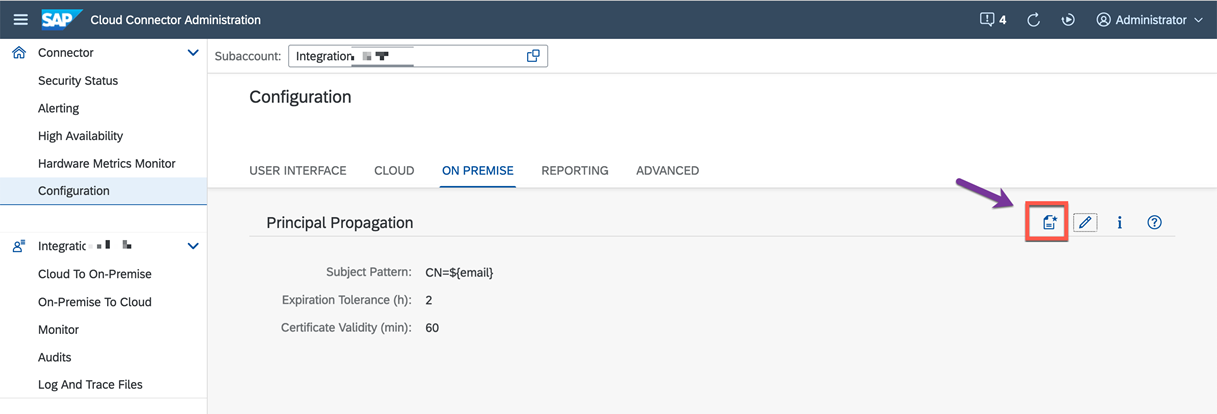 SAP Cloud Connector Administration 4 Administrator
Connector
Subaccount: Integration
Security Status
Configuration
Alerting
High Availability
Hardware Metrics Monitor
Configuration
USER INTERFACE CLOUD ON PREMISE REPORTING ADVANCED
Principal Propagation
Integratic
Cloud To On-Premise
Subject Pattern: CN=${email}
On-Premise To Cloud
Expiration Tolerance (h): 2
Monitor
Certificate Validity (min): 60
Audits
Log And Trace Files